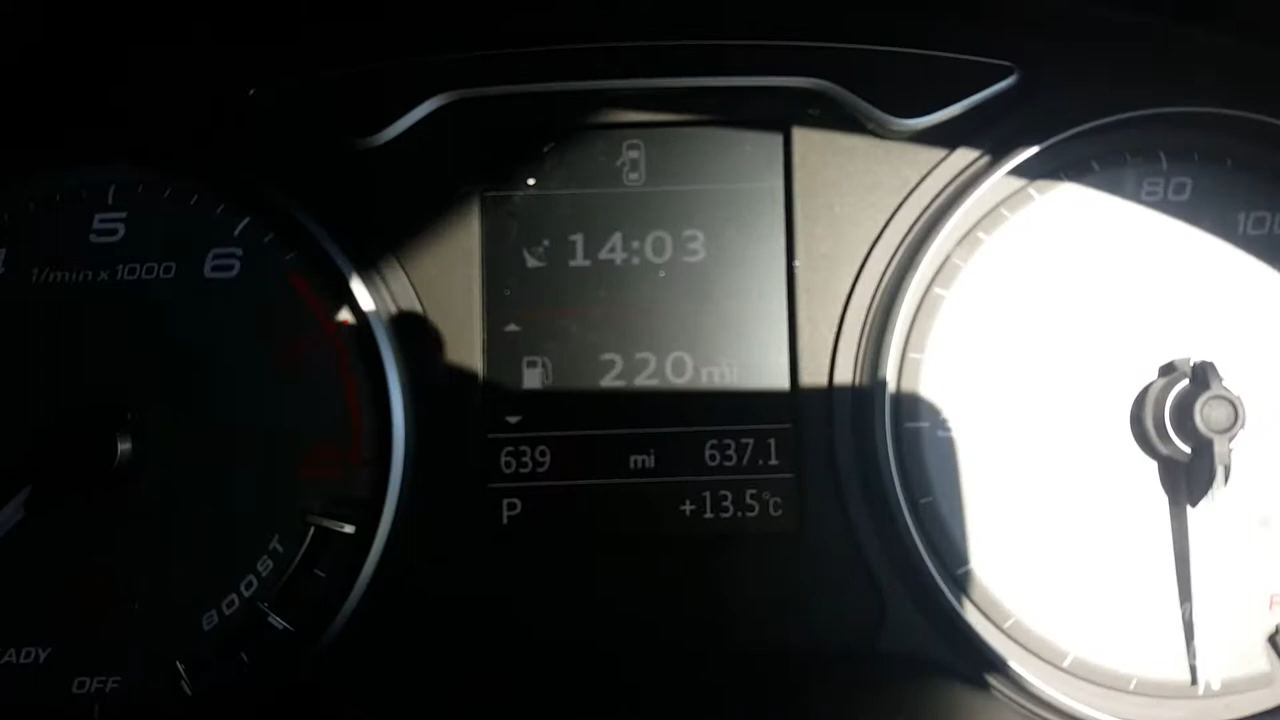 5
6
1/min x 1000
BOOST
READY
OFF
14:03
220 mi
639 mi 637.1
P +13.5°C
80
100